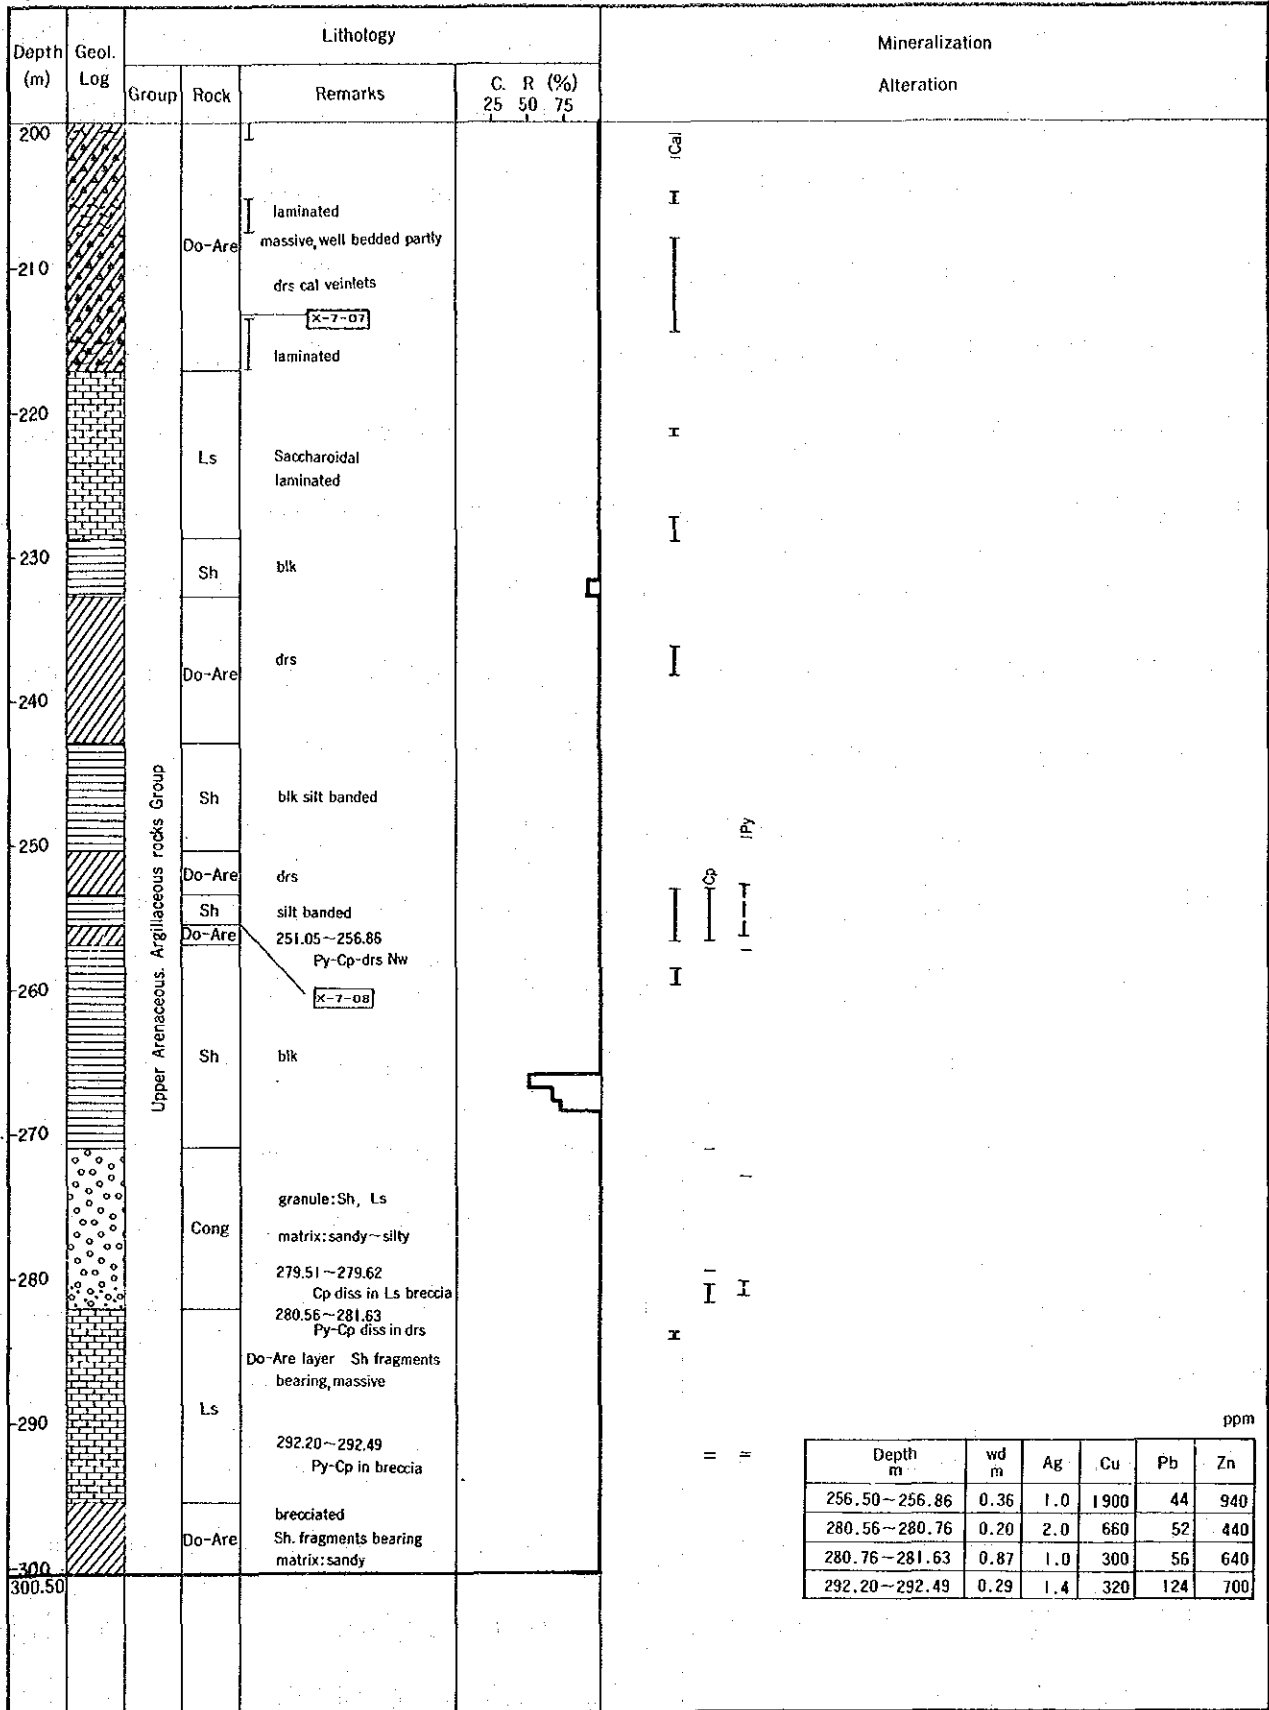 Depth
(m)
Geol.
Log
Lithology
Group
Rock
Remarks
C. R (%)
25 50 75
Mineralization
Alteration
200
Cal
laminated
Do-Are
massive, well bedded partly
-210
drs cal veinlets
X-7-07
laminated
-220
Ls
Saccharoidal
laminated
-230
Sh
blk
Do-Are
drs
-240
Upper Arenaceous. Argillaceous rocks Group
Sh
blk silt banded
-250
Do-Are
drs
Cp
Py
Sh
silt banded
Do-Are
251.05~256.86
Py-Cp-drs Nw
-260
X-7-08
Sh
blk
-270
granule: Sh, Ls
Cong
matrix: sandy~silty
-280
279.51~279.62
Cp diss in Ls breccia
280.56~281.63
Py-Cp diss in drs
Do-Are layer Sh fragments
bearing, massive
Ls
-290
292.20~292.49
Py-Cp in breccia
brecciated
Do-Are
Sh. fragments bearing
matrix: sandy
-300
300.50
ppm
Depth m wd m Ag Cu Pb Zn
256.50~256.86 0.36 1.0 1900 44 940
280.56~280.76 0.20 2.0 660 52 440
280.76~281.63 0.87 1.0 300 56 640
292.20~292.49 0.29 1.4 320 124 700